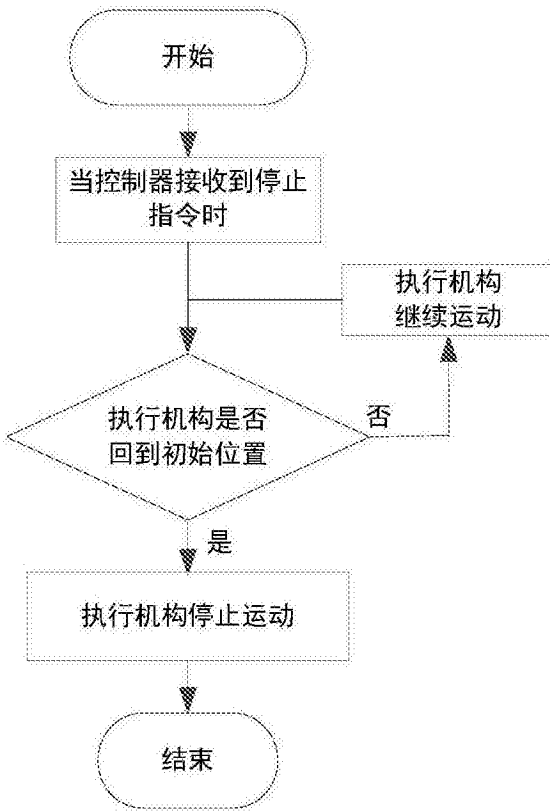 开始
当控制器接收到停止
指令时
执行机构
继续运动
执行机构是否
回到初始位置
否
是
执行机构停止运动
结束